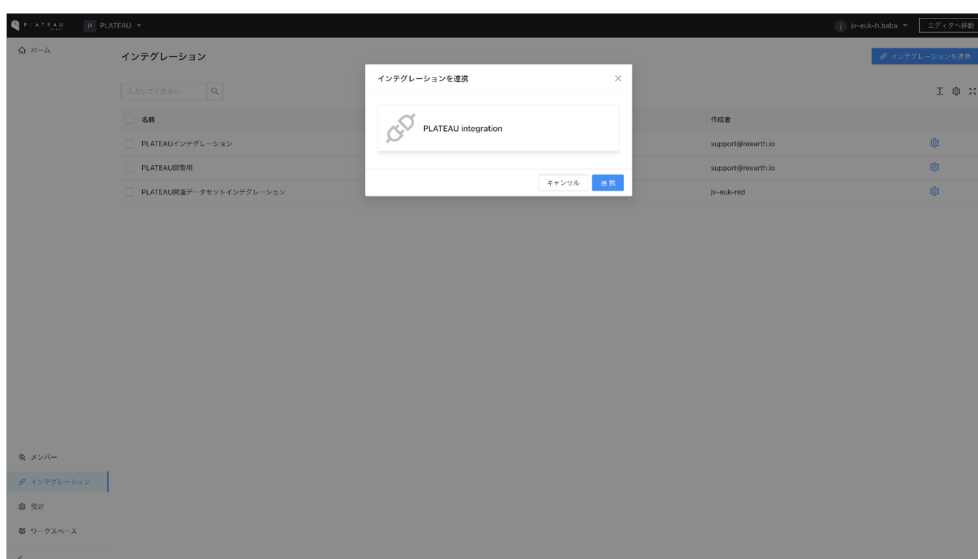 PLATEAU
P PLATEAU
j jv-euk-h.baba
エディタへ移動
ホーム
インテグレーション
インテグレーションを連携
インテグレーションを連携
入力してください
PLATEAU integration
名前
作成者
PLATEAUインテグレーション
support@reearth.io
PLATEAU閲覧用
support@reearth.io
キャンセル
連携
PLATEAU関連データセットインテグレーション
jv-euk-red
メンバー
インテグレーション
設定
ワークスペース